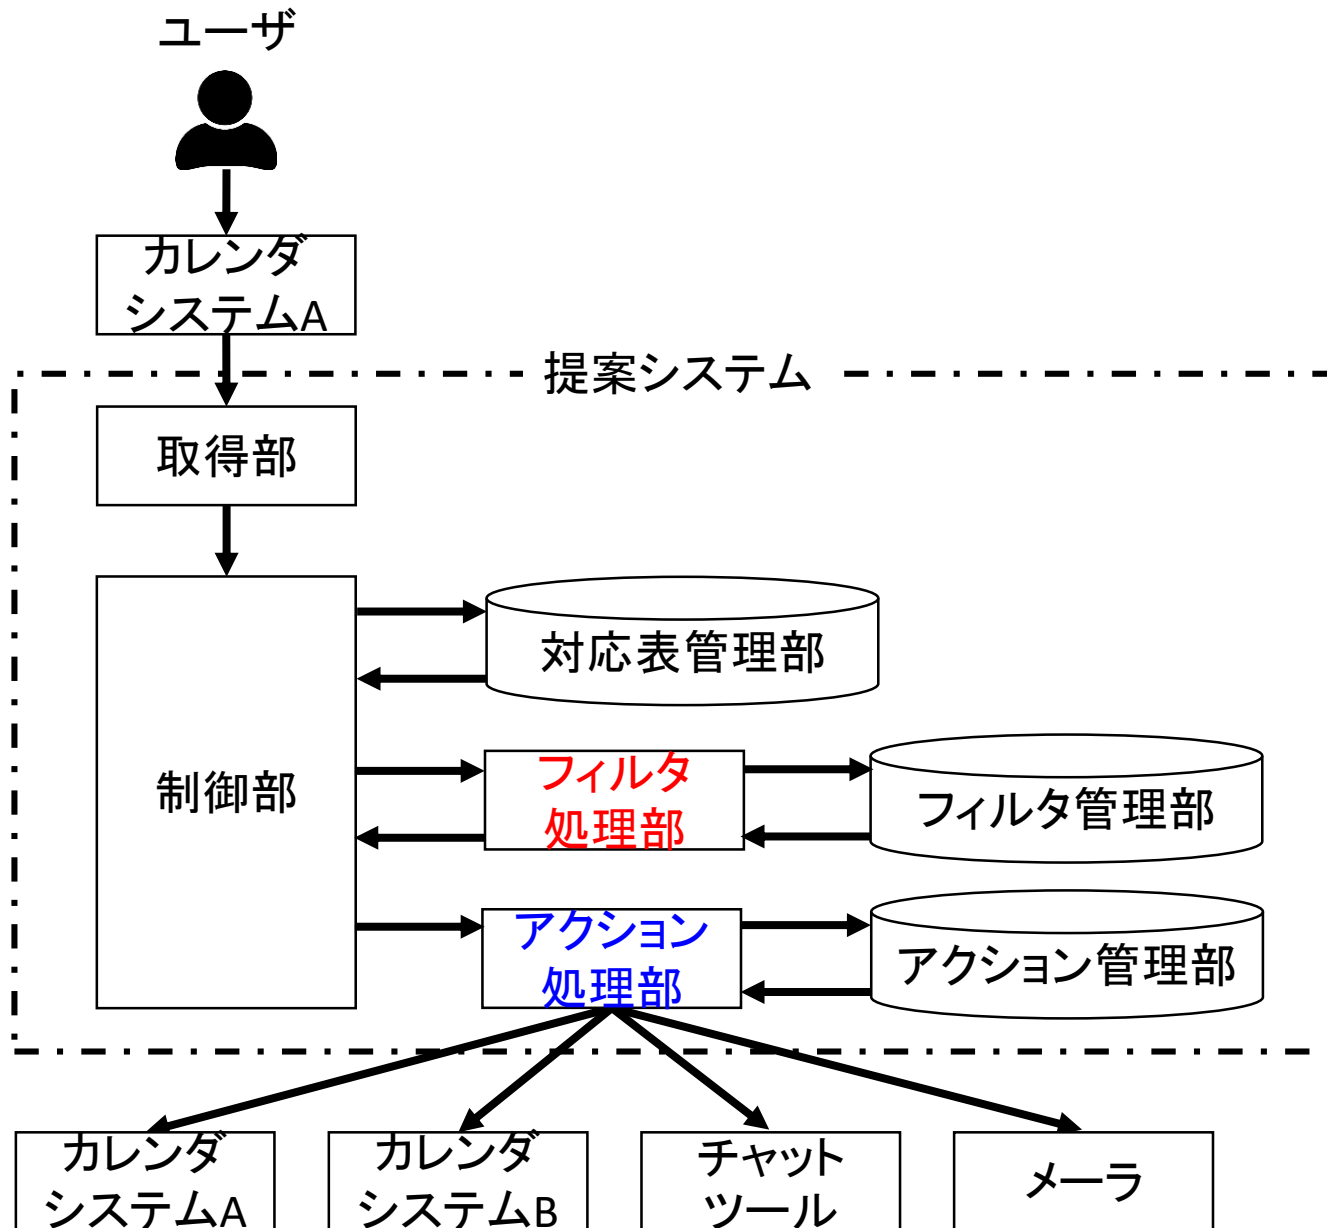 ユーザ
カレンダ
システムA
提案システム
取得部
対応表管理部
制御部
フィルタ
処理部
フィルタ管理部
アクション
処理部
アクション管理部
カレンダ
システムA
カレンダ
システムB
チャット
ツール
メーラ